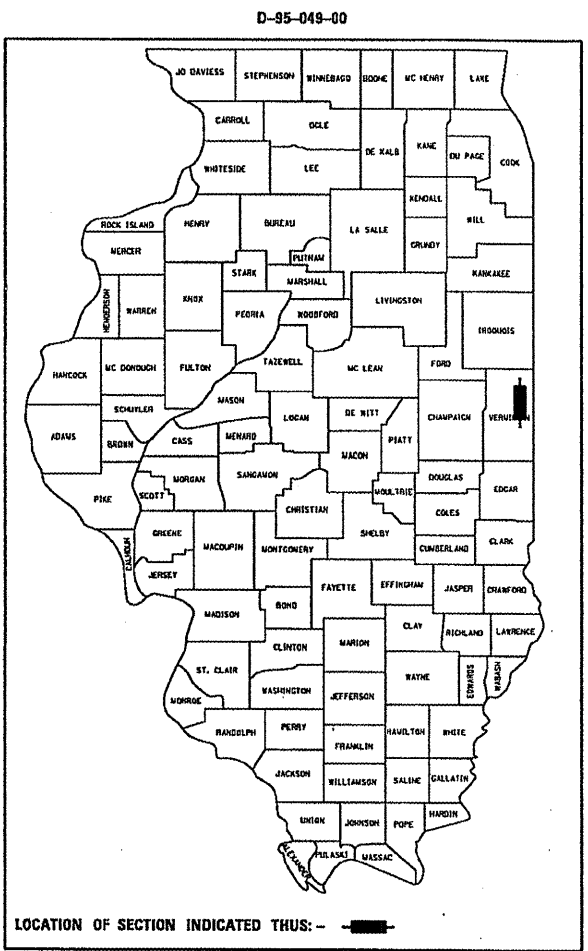 D-95-049-00
JO DAVIESS STEPHENSON WINNEBAGO BOONE MC HENRY LAKE
CARROLL OGLE DE KALB KANE DU PAGE COOK
WHITESIDE LEE KENDALL WILL
ROCK ISLAND HENRY BUREAU LA SALLE GRUNDY
MERCER PUTNAM KANKAKEE
STARK MARSHALL LIVINGSTON
HENDERSON WARREN KNOX PEORIA WOODFORD IROQUOIS
HANCOCK MC DONOUGH FULTON TAZEWELL MC LEAN FORD
MASON
SCHUYLER LOGAN DE WITT CHAMPAIGN VERMILION
ADAMS BROWN CASS MENARD PIATT
MACON
PIKE SCOTT MORGAN SANGAMON MOULTRIE DOUGLAS EDGAR
CHRISTIAN COLES
CALHOUN GREENE MACOUPIN MONTGOMERY SHELBY CUMBERLAND CLARK
JERSEY FAYETTE EFFINGHAM JASPER CRAWFORD
MADISON BOND
CLAY RICHLAND LAWRENCE
CLINTON MARION
ST. CLAIR WAYNE EDWARDS WABASH
MONROE WASHINGTON JEFFERSON
RANDOLPH PERRY HAMILTON WHITE
FRANKLIN
JACKSON WILLIAMSON SALINE GALLATIN
UNION JOHNSON POPE HARDIN
ALEXANDER PULASKI MASSAC
LOCATION OF SECTION INDICATED THUS: -